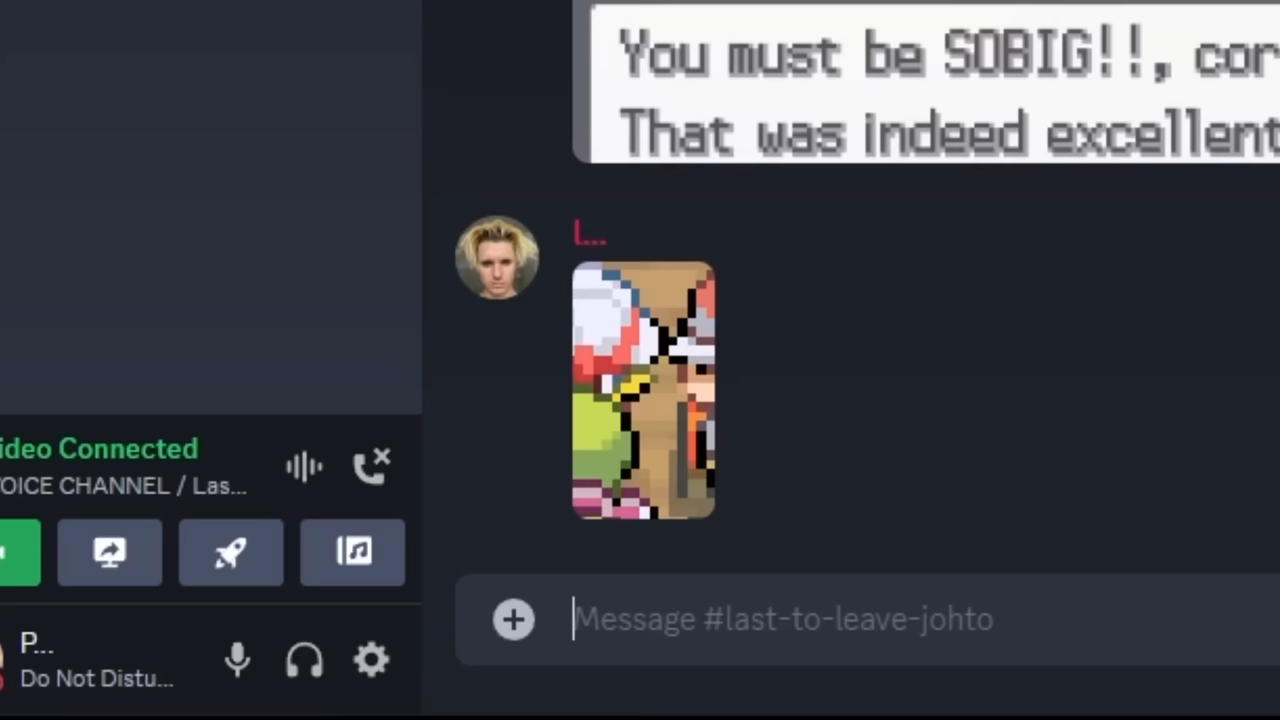 You must be SOBIG!!, cor
That was indeed excellent
L...
ideo Connected
OICE CHANNEL / Las...
Message #last-to-leave-johto
P...
Do Not Distu...